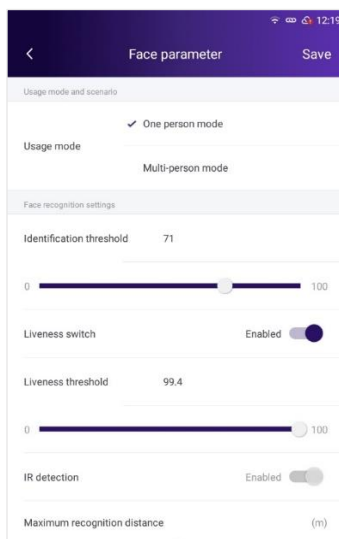 12:19
Face parameter Save
Usage mode and scenario
One person mode
Usage mode
Multi-person mode
Face recognition settings
Identification threshold 71
0 100
Liveness switch Enabled
Liveness threshold 99.4
0 100
IR detection Enabled
Maximum recognition distance (m)